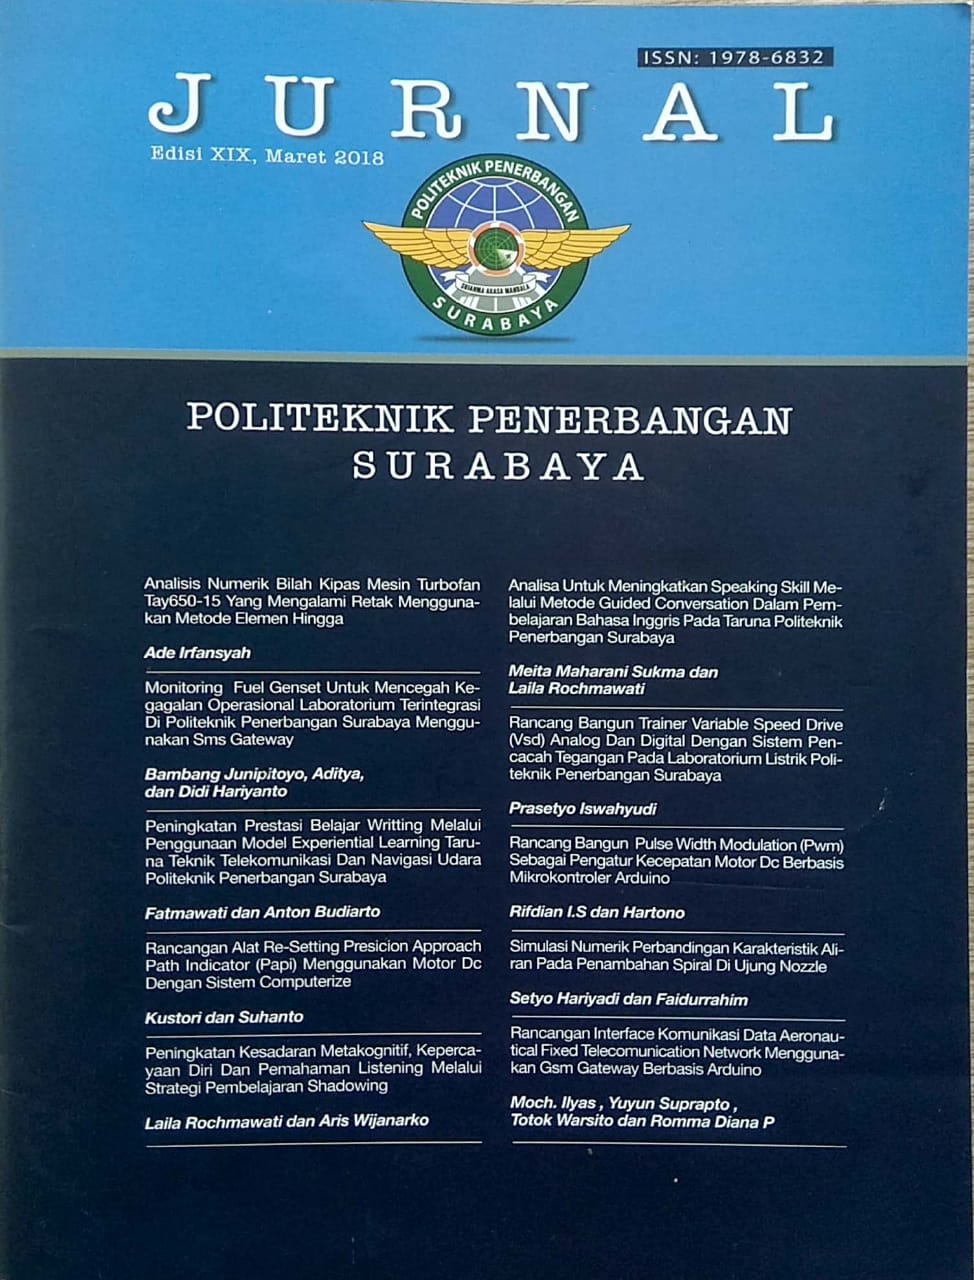 ISSN: 1978-6832
JURNAL
Edisi XIX, Maret 2018
POLITEKNIK PENERBANGAN
SURABAYA
POLITEKNIK PENERBANGAN
SURABAYA
Analisis Numerik Bilah Kipas Mesin Turbofan
Tay650-15 Yang Mengalami Retak Mengguna-
kan Metode Elemen Hingga
Ade Irfansyah
Monitoring Fuel Genset Untuk Mencegah Ke-
gagalan Operasional Laboratorium Terintegrasi
Di Politeknik Penerbangan Surabaya Menggu-
nakan Sms Gateway
Bambang Junipitoyo, Aditya,
dan Didi Hariyanto
Peningkatan Prestasi Belajar Writting Melalui
Penggunaan Model Experiential Learning Taru-
na Teknik Telekomunikasi Dan Navigasi Udara
Politeknik Penerbangan Surabaya
Fatmawati dan Anton Budiarto
Rancangan Alat Re-Setting Presicion Approach
Path Indicator (Papi) Menggunakan Motor Dc
Dengan Sistem Computerize
Kustori dan Suhanto
Peningkatan Kesadaran Metakognitif, Keperca-
yaan Diri Dan Pemahaman Listening Melalui
Strategi Pembelajaran Shadowing
Laila Rochmawati dan Aris Wijanarko
Analisa Untuk Meningkatkan Speaking Skill Me-
lalui Metode Guided Conversation Dalam Pem-
belajaran Bahasa Inggris Pada Taruna Politeknik
Penerbangan Surabaya
Meita Maharani Sukma dan
Laila Rochmawati
Rancang Bangun Trainer Variable Speed Drive
(Vsd) Analog Dan Digital Dengan Sistem Pen-
cacah Tegangan Pada Laboratorium Listrik Poli-
teknik Penerbangan Surabaya
Prasetyo Iswahyudi
Rancang Bangun Pulse Width Modulation (Pwm)
Sebagai Pengatur Kecepatan Motor Dc Berbasis
Mikrokontroler Arduino
Rifdian I.S dan Hartono
Simulasi Numerik Perbandingan Karakteristik Ali-
ran Pada Penambahan Spiral Di Ujung Nozzle
Setyo Hariyadi dan Faidurrahim
Rancangan Interface Komunikasi Data Aeronau-
tical Fixed Telecomunication Network Mengguna-
kan Gsm Gateway Berbasis Arduino
Moch. Ilyas , Yuyun Suprapto ,
Totok Warsito dan Romma Diana P